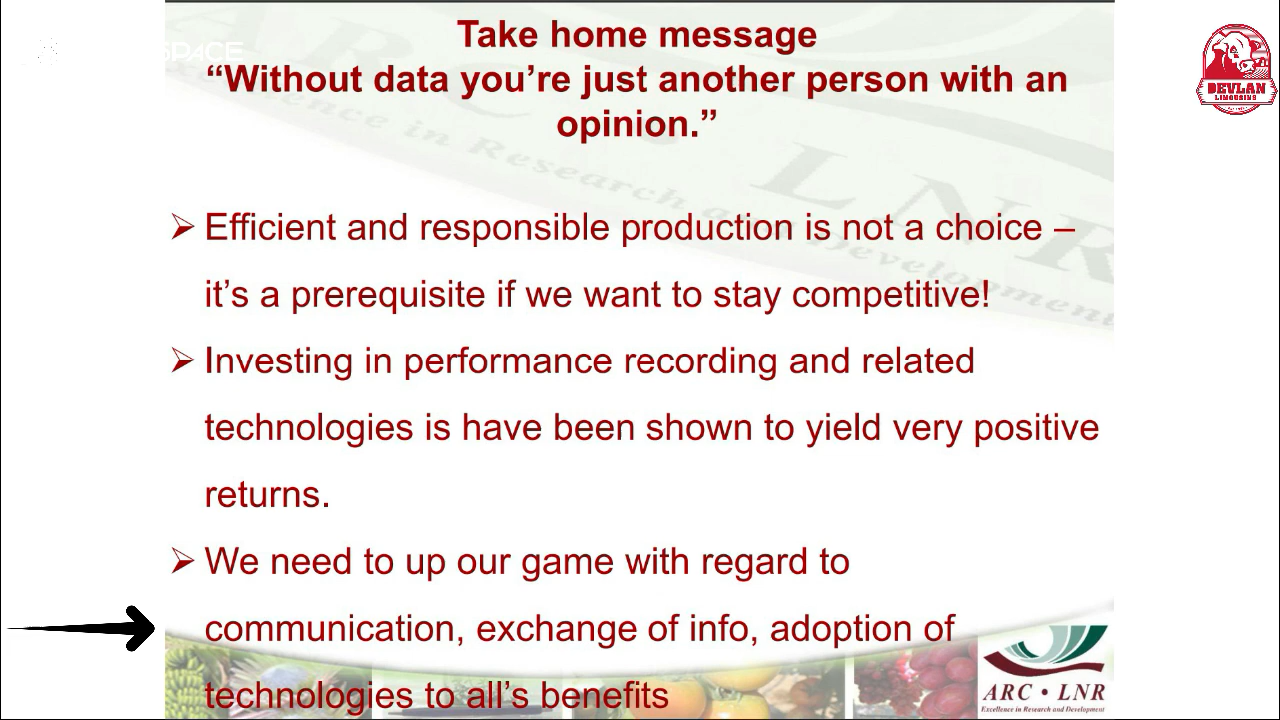 Take home message
SPACE
“Without data you’re just another person with an
opinion.”
DEVLAN
LIMOUSINS
Efficient and responsible production is not a choice –
it’s a prerequisite if we want to stay competitive!
Investing in performance recording and related
technologies is have been shown to yield very positive
returns.
We need to up our game with regard to
communication, exchange of info, adoption of
technologies to all’s benefits
ARC • LNR
Excellence in Research and Development